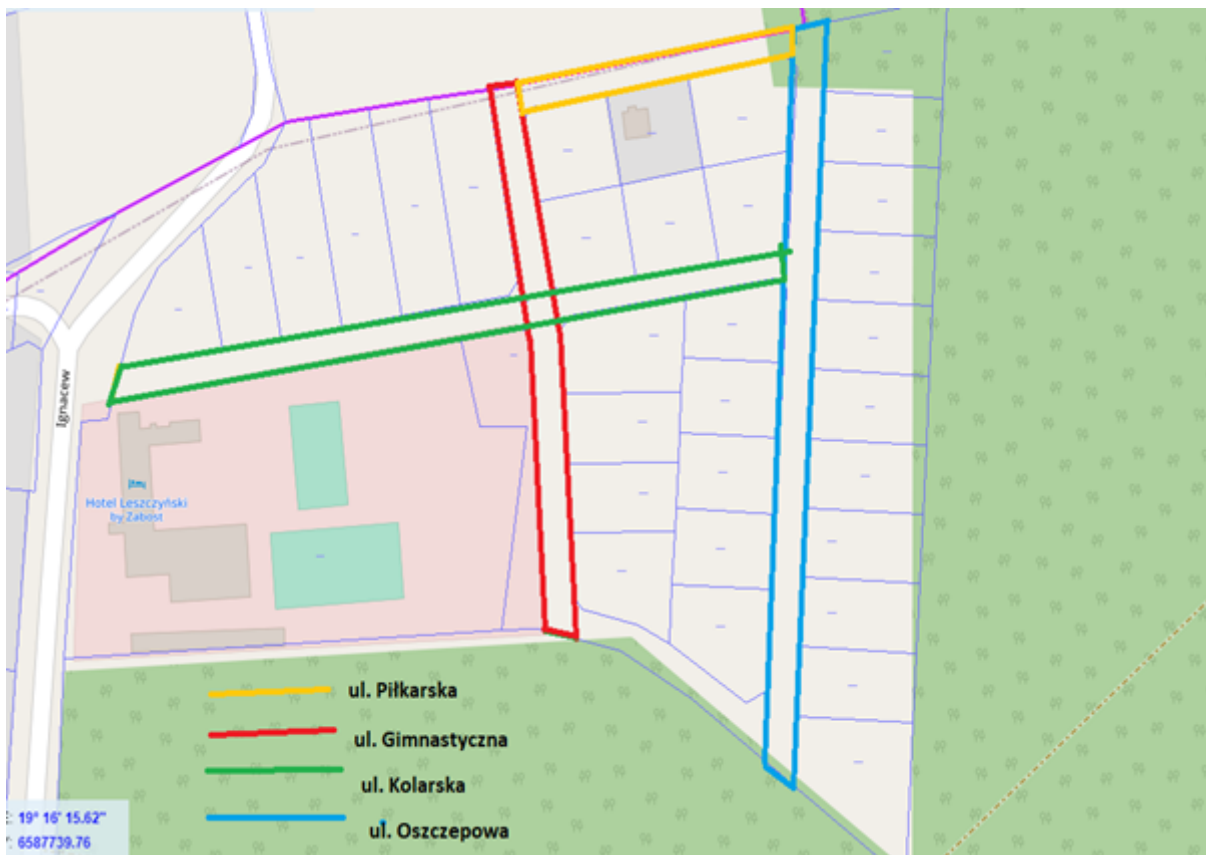 Ignacew
Hotel Leszczyński
by Zabost
ul. Piłkarska
ul. Gimnastyczna
ul. Kolarska
ul. Oszczepowa
: 19° 16' 15.62"
: 6587739.76